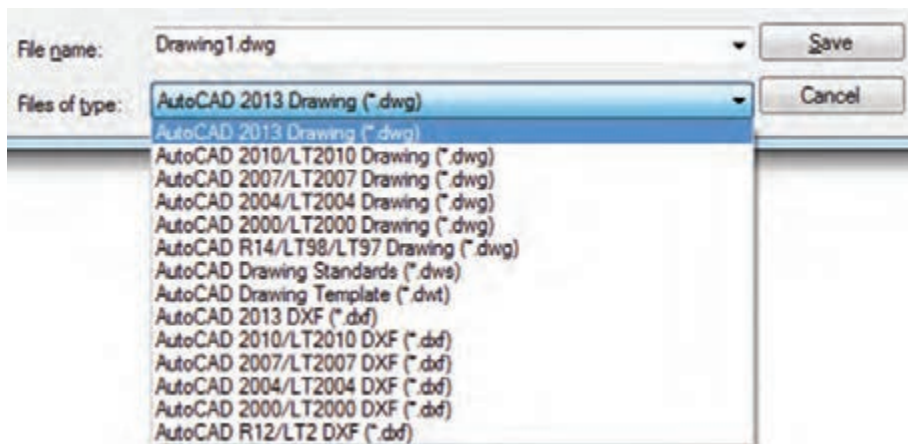 File name: Drawing1.dwg Save
Files of type: AutoCAD 2013 Drawing (*.dwg) Cancel
AutoCAD 2013 Drawing (*.dwg)
AutoCAD 2010/LT2010 Drawing (*.dwg)
AutoCAD 2007/LT2007 Drawing (*.dwg)
AutoCAD 2004/LT2004 Drawing (*.dwg)
AutoCAD 2000/LT2000 Drawing (*.dwg)
AutoCAD R14/LT98/LT97 Drawing (*.dwg)
AutoCAD Drawing Standards (*.dws)
AutoCAD Drawing Template (*.dwt)
AutoCAD 2013 DXF (*.dxf)
AutoCAD 2010/LT2010 DXF (*.dxf)
AutoCAD 2007/LT2007 DXF (*.dxf)
AutoCAD 2004/LT2004 DXF (*.dxf)
AutoCAD 2000/LT2000 DXF (*.dxf)
AutoCAD R12/LT2 DXF (*.dxf)